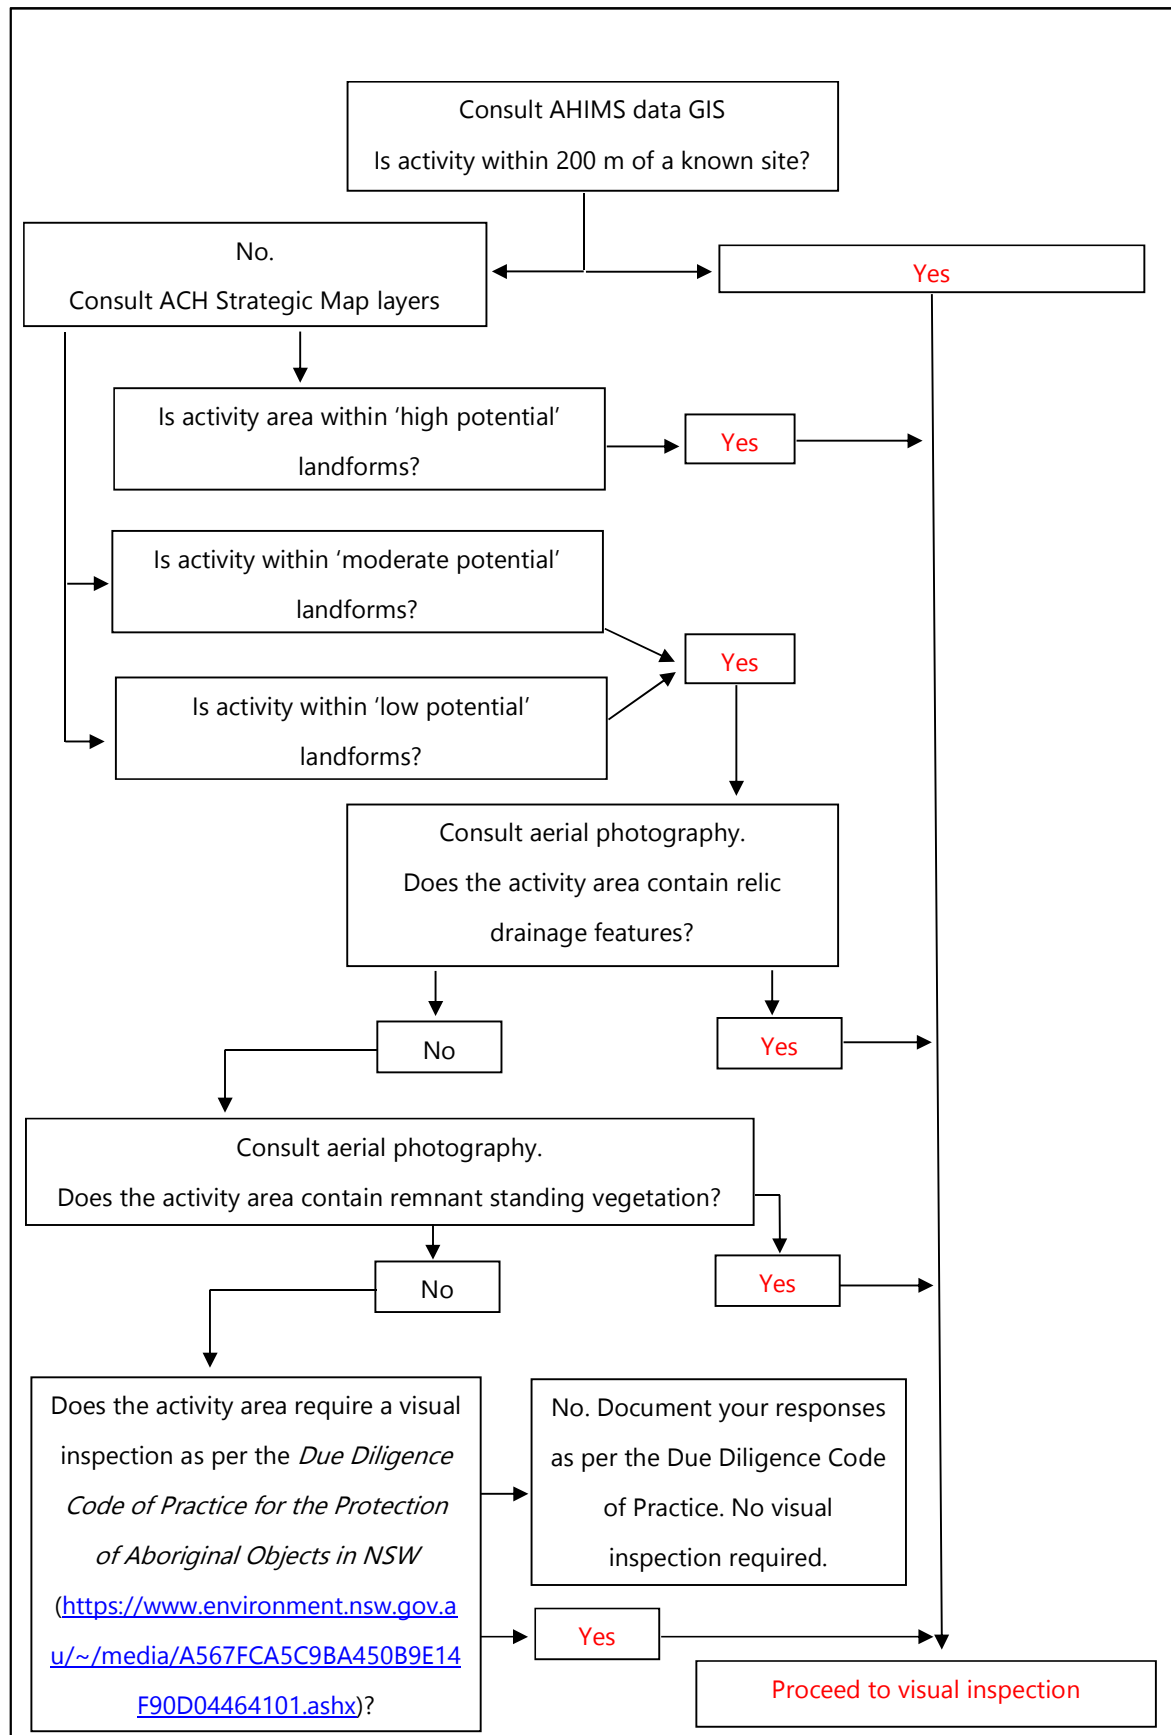 Consult AHIMS data GIS
Is activity within 200 m of a known site?
No.
Consult ACH Strategic Map layers
Yes
Is activity area within ‘high potential’
landforms?
Yes
Is activity within ‘moderate potential’
landforms?
Yes
Is activity within ‘low potential’
landforms?
Consult aerial photography.
Does the activity area contain relic
drainage features?
No
Yes
Consult aerial photography.
Does the activity area contain remnant standing vegetation?
No
Yes
Does the activity area require a visual
inspection as per the Due Diligence
Code of Practice for the Protection
of Aboriginal Objects in NSW
(https://www.environment.nsw.gov.a
u/~/media/A567FCA5C9BA450B9E14
F90D04464101.ashx)?
No. Document your responses
as per the Due Diligence Code
of Practice. No visual
inspection required.
Yes
Proceed to visual inspection